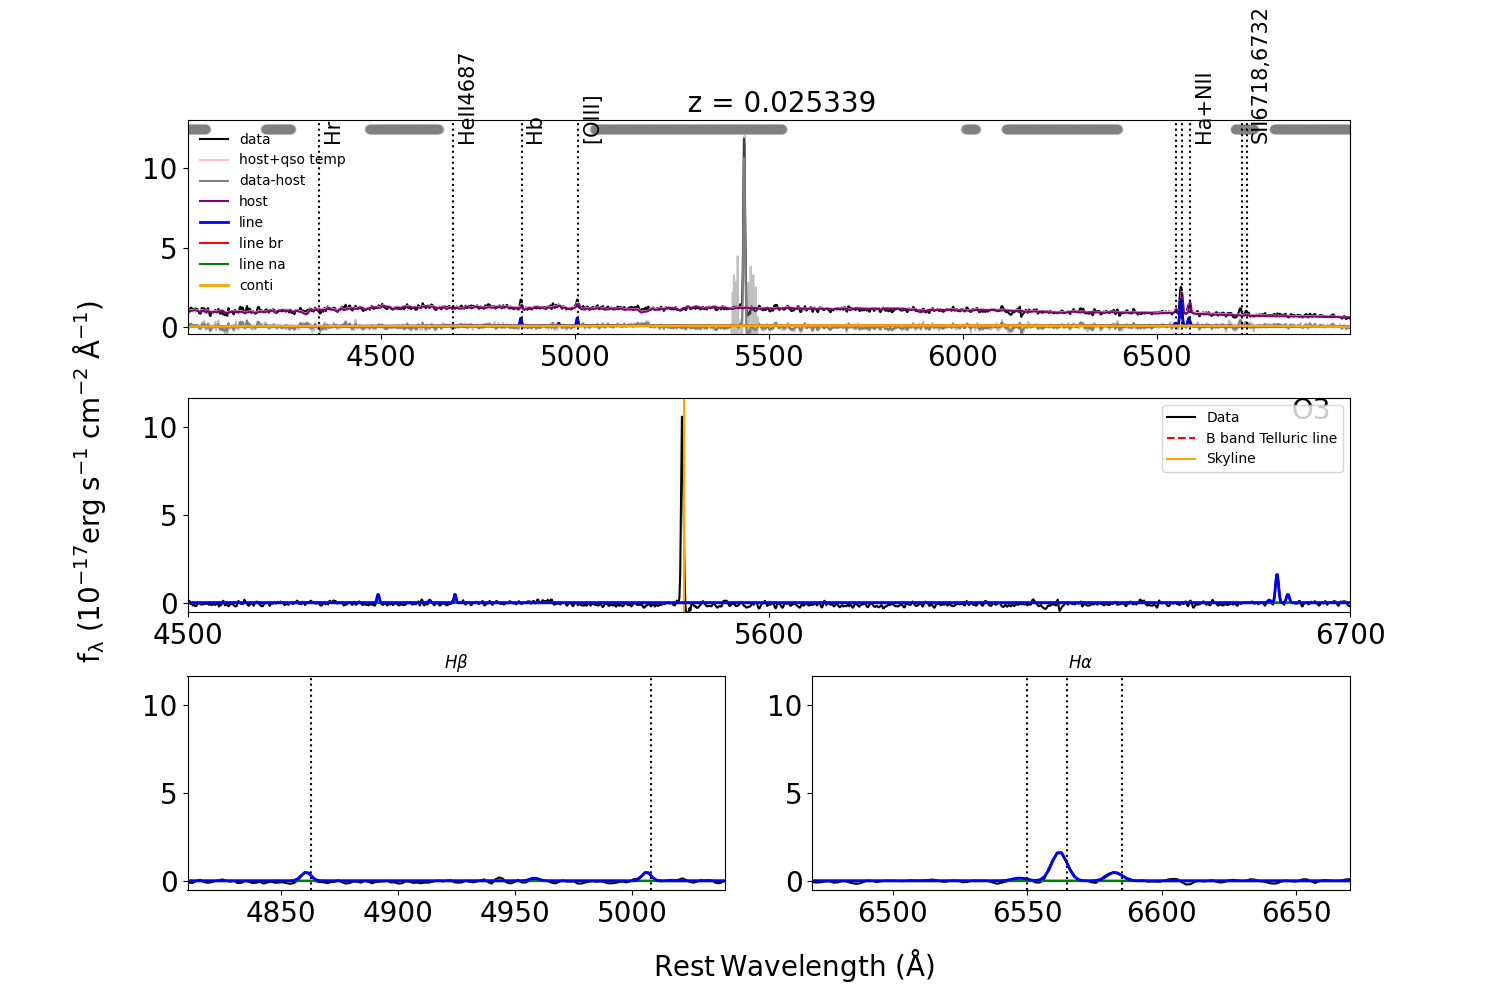 z = 0.025339
Hr
HeII4687
Hb
[OIII]
Ha+NII
SII6718,6732
data
host+qso temp
data-host
host
line
line br
line na
conti
10
5
0
4500
5000
5500
6000
6500
O3
Data
B band Telluric line
Skyline
10
5
0
4500
5600
6700
fλ (10⁻¹⁷erg s⁻¹ cm⁻² Å⁻¹)
Hβ
10
5
0
4850
4900
4950
5000
Hα
10
5
0
6500
6550
6600
6650
Rest Wavelength (Å)